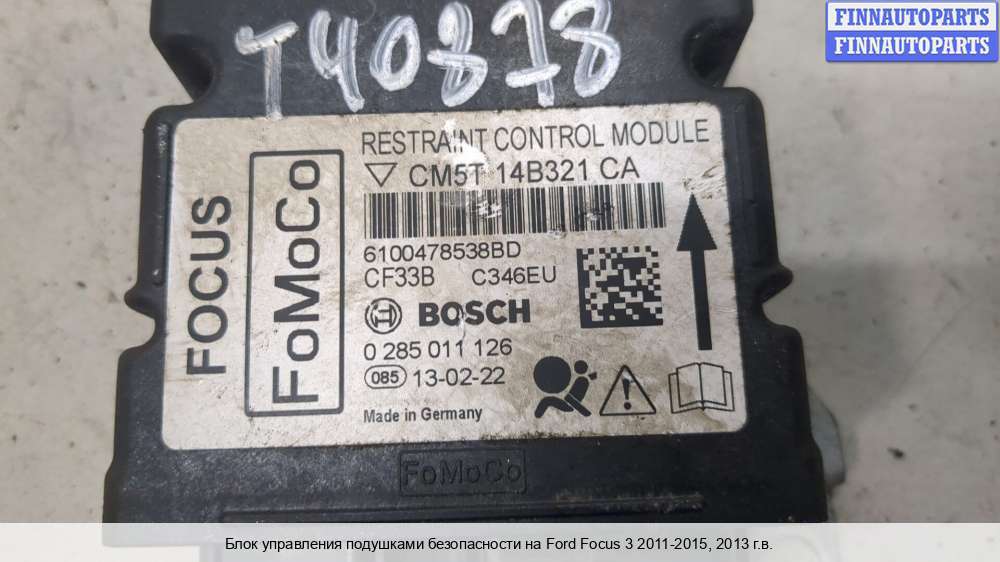 T40878
FINNAUTOPARTS
FINNAUTOPARTS
RESTRAINT CONTROL MODULE
CM5T 14B321 CA
6100478538BD
CF33B C346EU
BOSCH
0 285 011 126
085 13-02-22
Made in Germany
FOCUS
FoMoCo
FoMoCo
Блок управления подушками безопасности на Ford Focus 3 2011-2015, 2013 г.в.